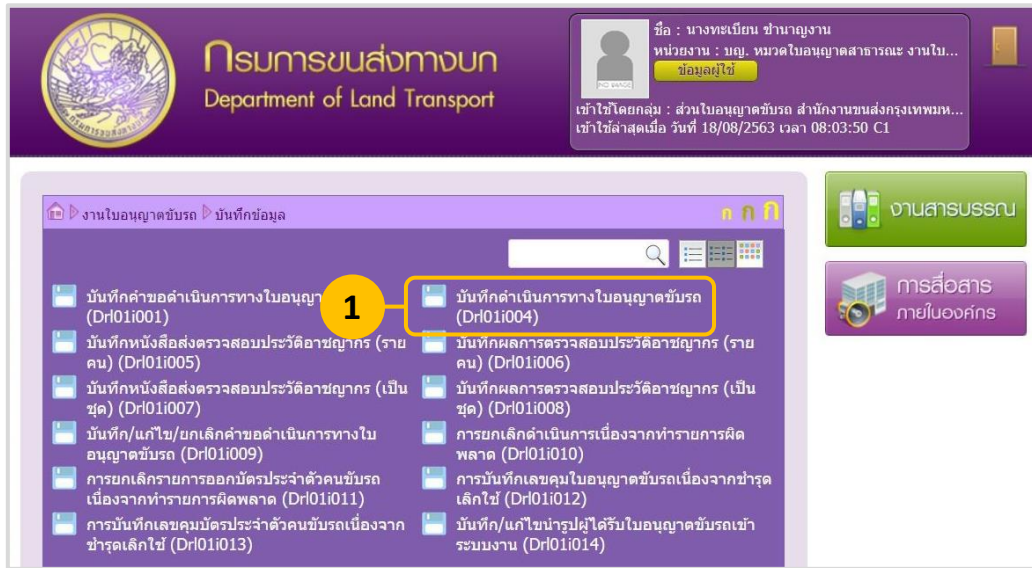 กรมการขนส่งทางบก
Department of Land Transport
ชื่อ : นางทะเบียน ชำนาญงาน
หน่วยงาน : บญ. หมวดใบอนุญาตสาธารณะ งานใบ...
ข้อมูลผู้ใช้
NO IMAGE
เข้าใช้โดยกลุ่ม : ส่วนใบอนุญาตขับรถ สำนักงานขนส่งกรุงเทพมห...
เข้าใช้ล่าสุดเมื่อ วันที่ 18/08/2563 เวลา 08:03:50 C1
งานใบอนุญาตขับรถ บันทึกข้อมูล
ก ก ก
บันทึกคำขอดำเนินการทางใบอนุญา
(Drl01i001)
1
บันทึกดำเนินการทางใบอนุญาตขับรถ
(Drl01i004)
บันทึกหนังสือส่งตรวจสอบประวัติอาชญากร (ราย
คน) (Drl01i005)
บันทึกผลการตรวจสอบประวัติอาชญากร (ราย
คน) (Drl01i006)
บันทึกหนังสือส่งตรวจสอบประวัติอาชญากร (เป็น
ชุด) (Drl01i007)
บันทึกผลการตรวจสอบประวัติอาชญากร (เป็น
ชุด) (Drl01i008)
บันทึก/แก้ไข/ยกเลิกคำขอดำเนินการทางใบ
อนุญาตขับรถ (Drl01i009)
การยกเลิกดำเนินการเนื่องจากทำรายการผิด
พลาด (Drl01i010)
การยกเลิกรายการออกบัตรประจำตัวคนขับรถ
เนื่องจากทำรายการผิดพลาด (Drl01i011)
การบันทึกเลขคุมใบอนุญาตขับรถเนื่องจากชำรุด
เลิกใช้ (Drl01i012)
การบันทึกเลขคุมบัตรประจำตัวคนขับรถเนื่องจาก
ชำรุดเลิกใช้ (Drl01i013)
บันทึก/แก้ไขนำรูปผู้ได้รับใบอนุญาตขับรถเข้า
ระบบงาน (Drl01i014)
งานสารบรรณ
การสื่อสาร
ภายในองค์กร